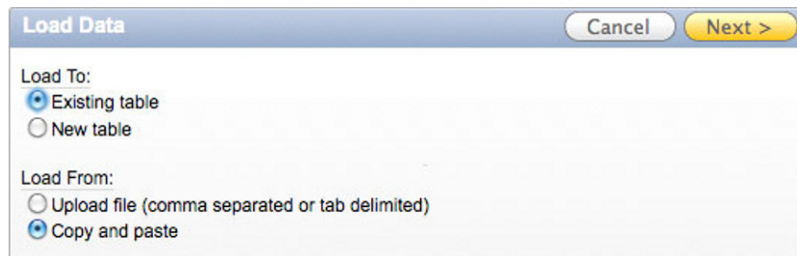 Load Data
Cancel
Next >
Load To:
Existing table
New table
Load From:
Upload file (comma separated or tab delimited)
Copy and paste